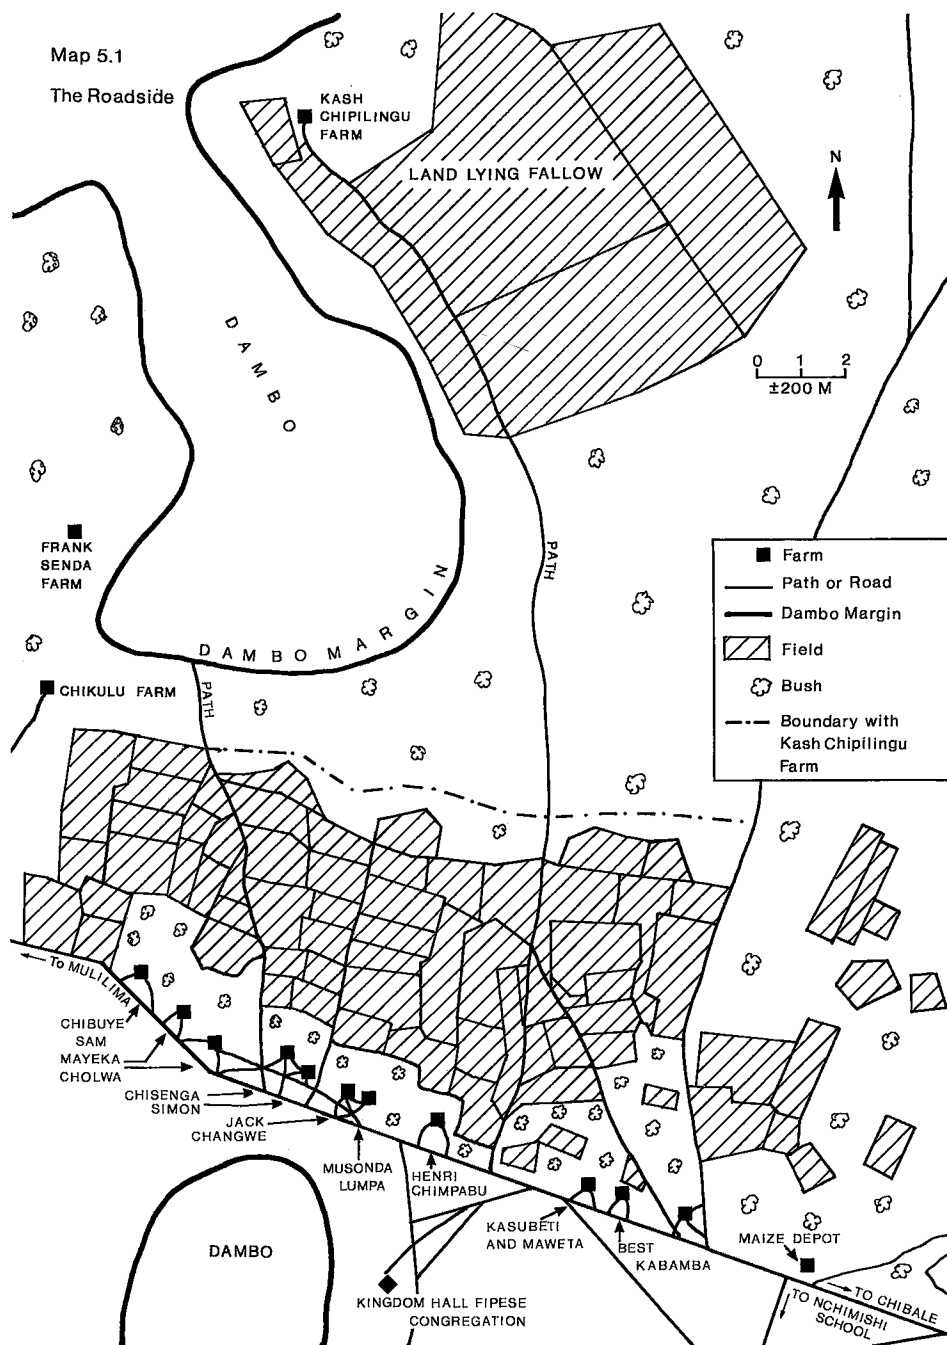 Map 5.1
The Roadside
KASH
CHIPILINGU
FARM
LAND LYING FALLOW
N
DAMBO
0 1 2
±200 M
FRANK
SENDA
FARM
PATH
DAMBO MARGIN
CHIKULU FARM
PATH
Farm
Path or Road
Dambo Margin
Field
Bush
Boundary with
Kash Chipilingu
Farm
To MULILIMA
CHIBUYE
SAM
MAYEKA
CHOLWA
CHISENGA
SIMON
JACK
CHANGWE
MUSONDA
LUMPA
HENRI
CHIMPABU
KASUBETI
AND MAWETA
BEST
KABAMBA
MAIZE DEPOT
DAMBO
KINGDOM HALL FIPESE
CONGREGATION
TO CHIBALE
TO NCHIMISHI
SCHOOL